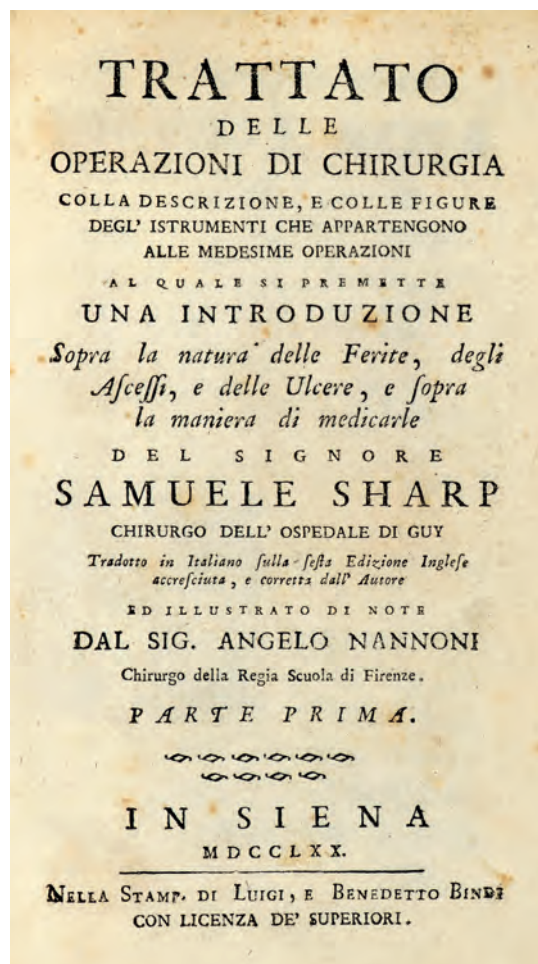 TRATTATO
DELLE
OPERAZIONI DI CHIRURGIA
COLLA DESCRIZIONE, E COLLE FIGURE
DEGL' ISTRUMENTI CHE APPARTENGONO
ALLE MEDESIME OPERAZIONI
AL QUALE SI PREMETTE
UNA INTRODUZIONE
Sopra la natura delle Ferite, degli
Aſceſſi, e delle Ulcere, e ſopra
la maniera di medicarle
DEL SIGNORE
SAMUELE SHARP
CHIRURGO DELL' OSPEDALE DI GUY
Tradotto in Italiano ſulla ſeſta Edizione Ingleſe
accreſciuta, e corretta dall' Autore
ED ILLUSTRATO DI NOTE
DAL SIG. ANGELO NANNONI
Chirurgo della Regia Scuola di Firenze.
PARTE PRIMA.
IN SIENA
MDCCLXX.
NELLA STAMP. DI LUIGI, E BENEDETTO BINDI
CON LICENZA DE' SUPERIORI.